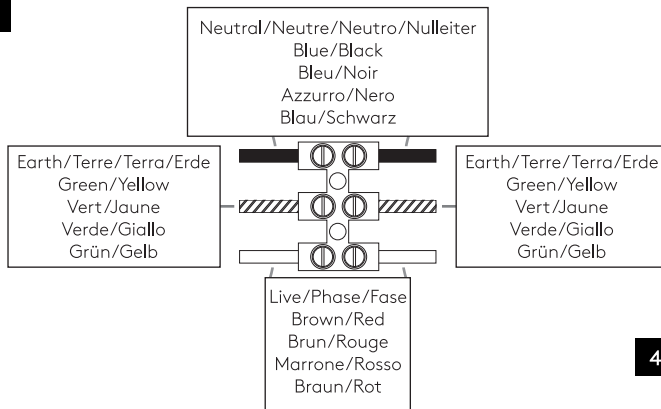 Neutral/Neutre/Neutro/Nulleiter
Blue/Black
Bleu/Noir
Azzurro/Nero
Blau/Schwarz
Earth/Terre/Terra/Erde
Green/Yellow
Vert/Jaune
Verde/Giallo
Grün/Gelb
Earth/Terre/Terra/Erde
Green/Yellow
Vert/Jaune
Verde/Giallo
Grün/Gelb
Live/Phase/Fase
Brown/Red
Brun/Rouge
Marrone/Rosso
Braun/Rot
4